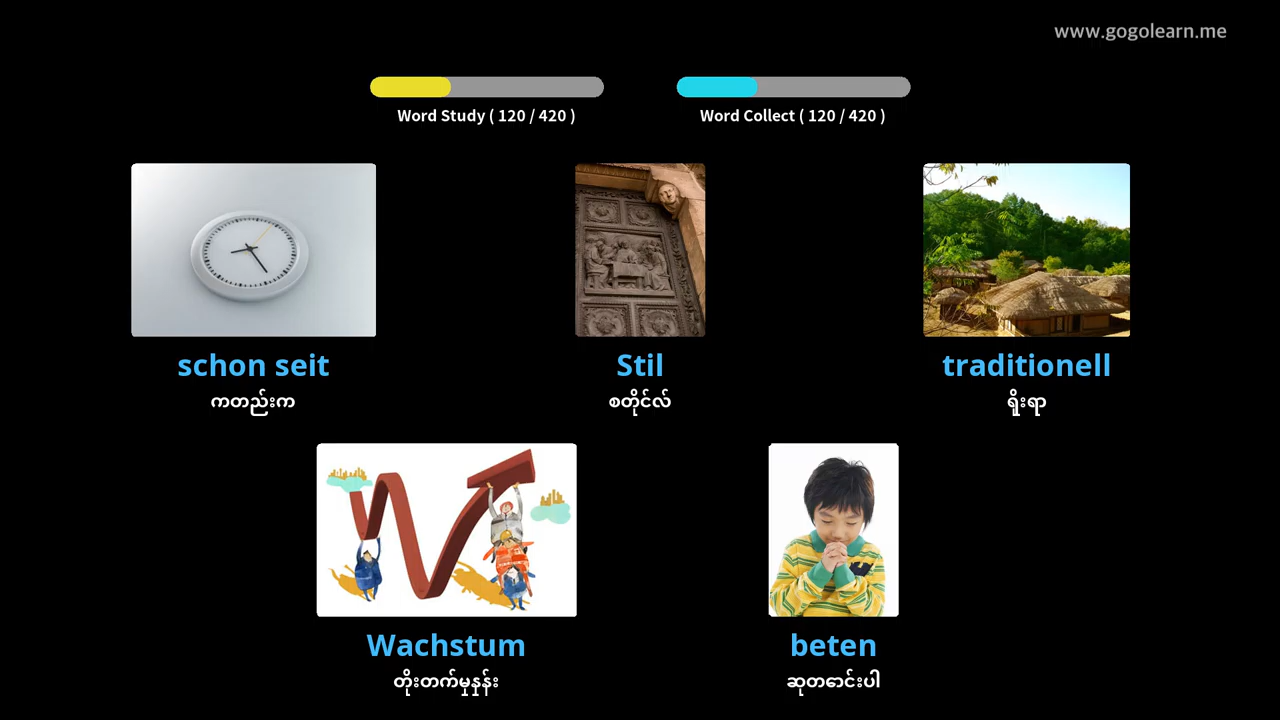 www.gogolearn.me
Word Study ( 120 / 420 )
Word Collect ( 120 / 420 )
schon seit
ကတည်းက
Stil
စတိုင်လ်
traditionell
ရိုးရာ
Wachstum
တိုးတက်မှုနှုန်း
beten
ဆုတောင်းပါ